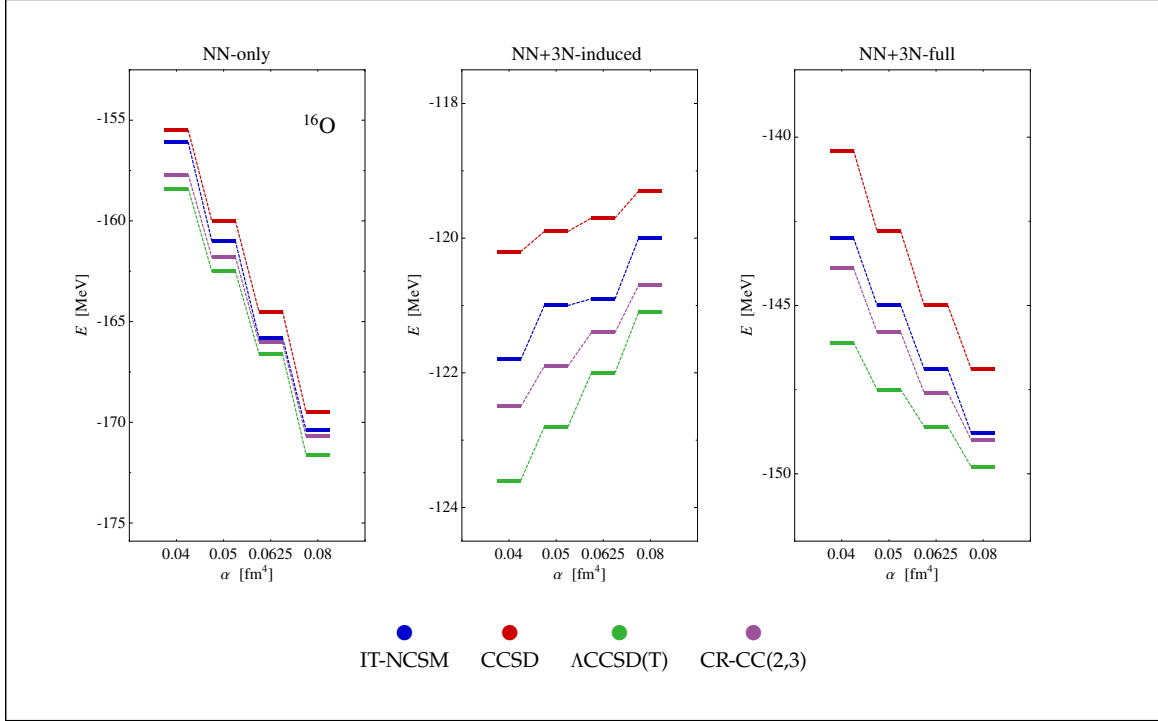 NN-only
NN+3N-induced
NN+3N-full
¹⁶O
E [MeV]
-155
-160
-165
-170
-175
0.04 0.05 0.0625 0.08
α [fm⁴]
E [MeV]
-118
-120
-122
-124
0.04 0.05 0.0625 0.08
α [fm⁴]
E [MeV]
-140
-145
-150
0.04 0.05 0.0625 0.08
α [fm⁴]
IT-NCSM CCSD ΛCCSD(T) CR-CC(2,3)